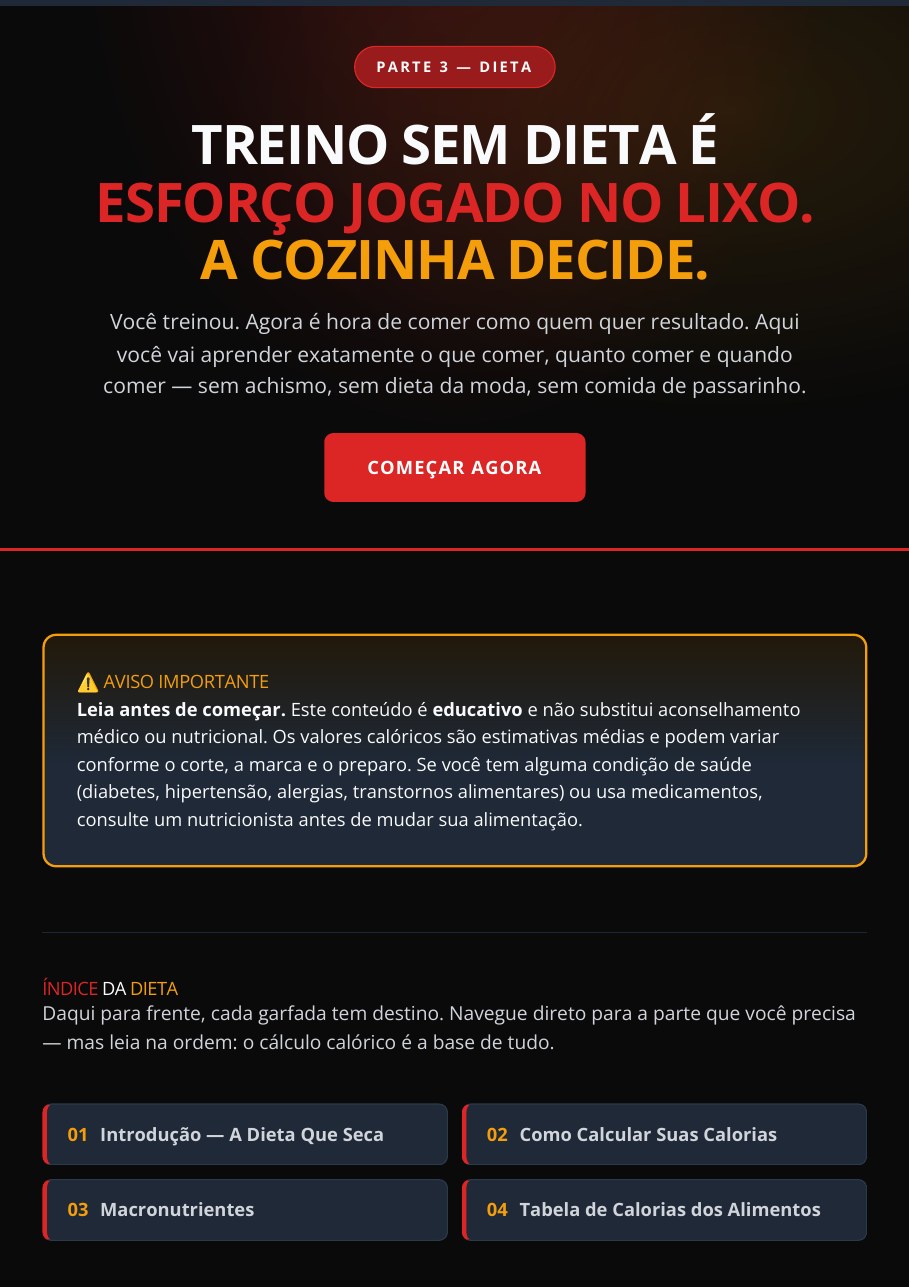 PARTE 3 — DIETA
TREINO SEM DIETA É
ESFORÇO JOGADO NO LIXO.
A COZINHA DECIDE.
Você treinou. Agora é hora de comer como quem quer resultado. Aqui
você vai aprender exatamente o que comer, quanto comer e quando
comer — sem achismo, sem dieta da moda, sem comida de passarinho.
COMEÇAR AGORA
⚠️ AVISO IMPORTANTE
Leia antes de começar. Este conteúdo é educativo e não substitui aconselhamento
médico ou nutricional. Os valores calóricos são estimativas médias e podem variar
conforme o corte, a marca e o preparo. Se você tem alguma condição de saúde
(diabetes, hipertensão, alergias, transtornos alimentares) ou usa medicamentos,
consulte um nutricionista antes de mudar sua alimentação.
ÍNDICE DA DIETA
Daqui para frente, cada garfada tem destino. Navegue direto para a parte que você precisa
— mas leia na ordem: o cálculo calórico é a base de tudo.
01 Introdução — A Dieta Que Seca
02 Como Calcular Suas Calorias
03 Macronutrientes
04 Tabela de Calorias dos Alimentos